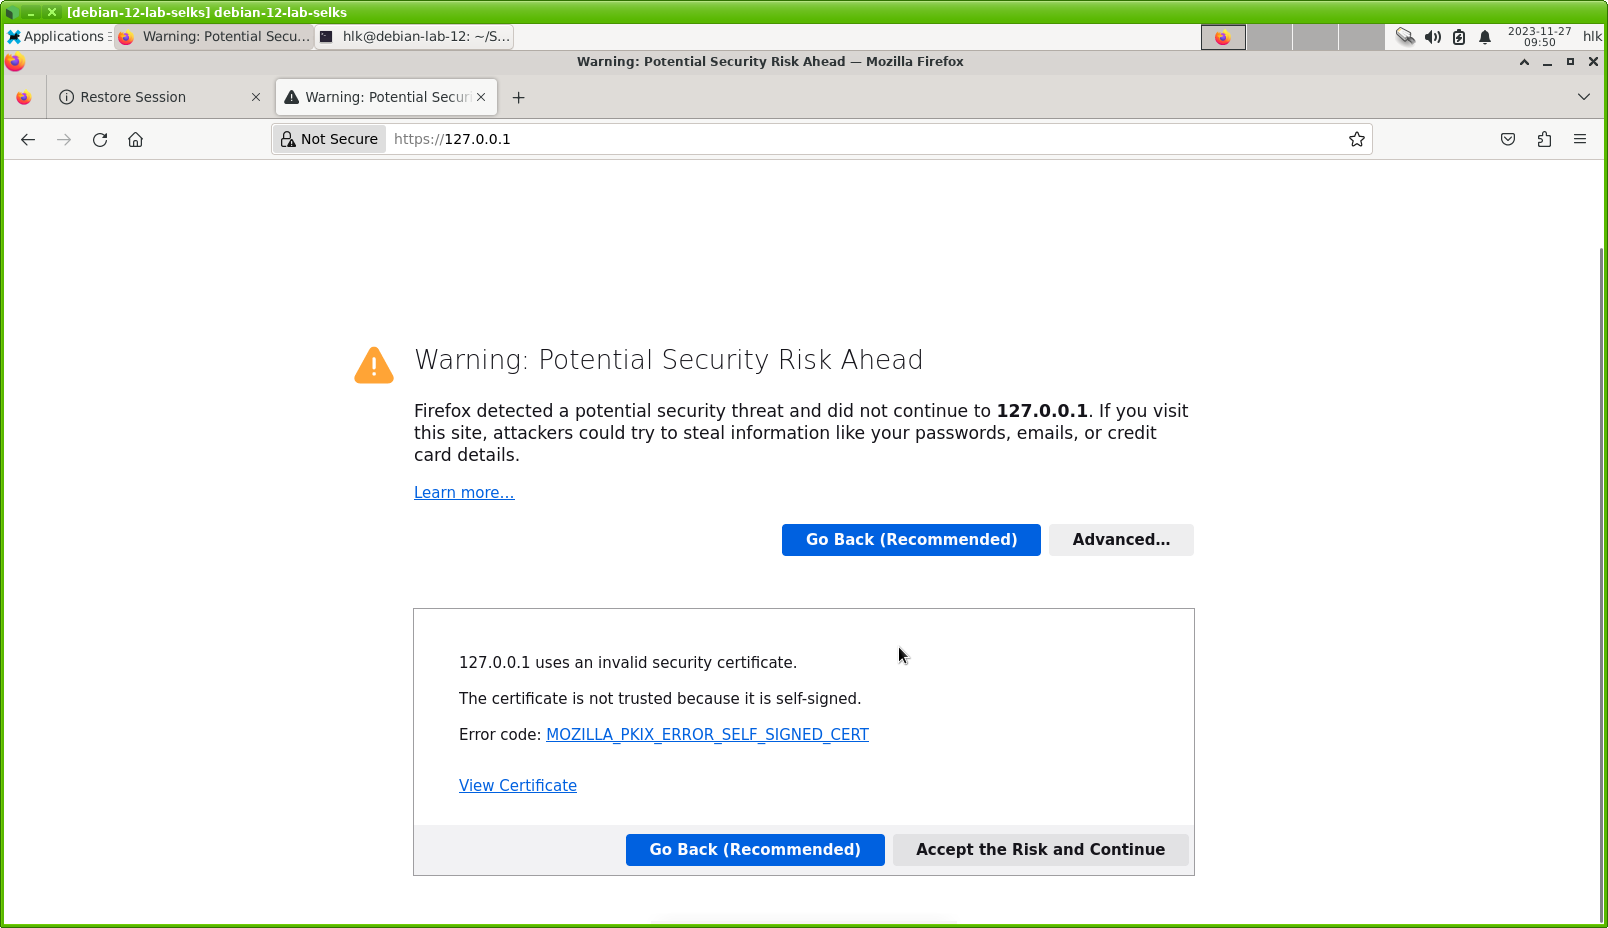 [debian-12-lab-selks] debian-12-lab-selks
Applications
Warning: Potential Secu...
hlk@debian-lab-12: ~/S...
2023-11-27
09:50
hlk
Warning: Potential Security Risk Ahead — Mozilla Firefox
Restore Session
Warning: Potential Securi
Not Secure
https://127.0.0.1
Warning: Potential Security Risk Ahead
Firefox detected a potential security threat and did not continue to 127.0.0.1. If you visit
this site, attackers could try to steal information like your passwords, emails, or credit
card details.
Learn more…
Go Back (Recommended)
Advanced…
127.0.0.1 uses an invalid security certificate.
The certificate is not trusted because it is self-signed.
Error code: MOZILLA_PKIX_ERROR_SELF_SIGNED_CERT
View Certificate
Go Back (Recommended)
Accept the Risk and Continue